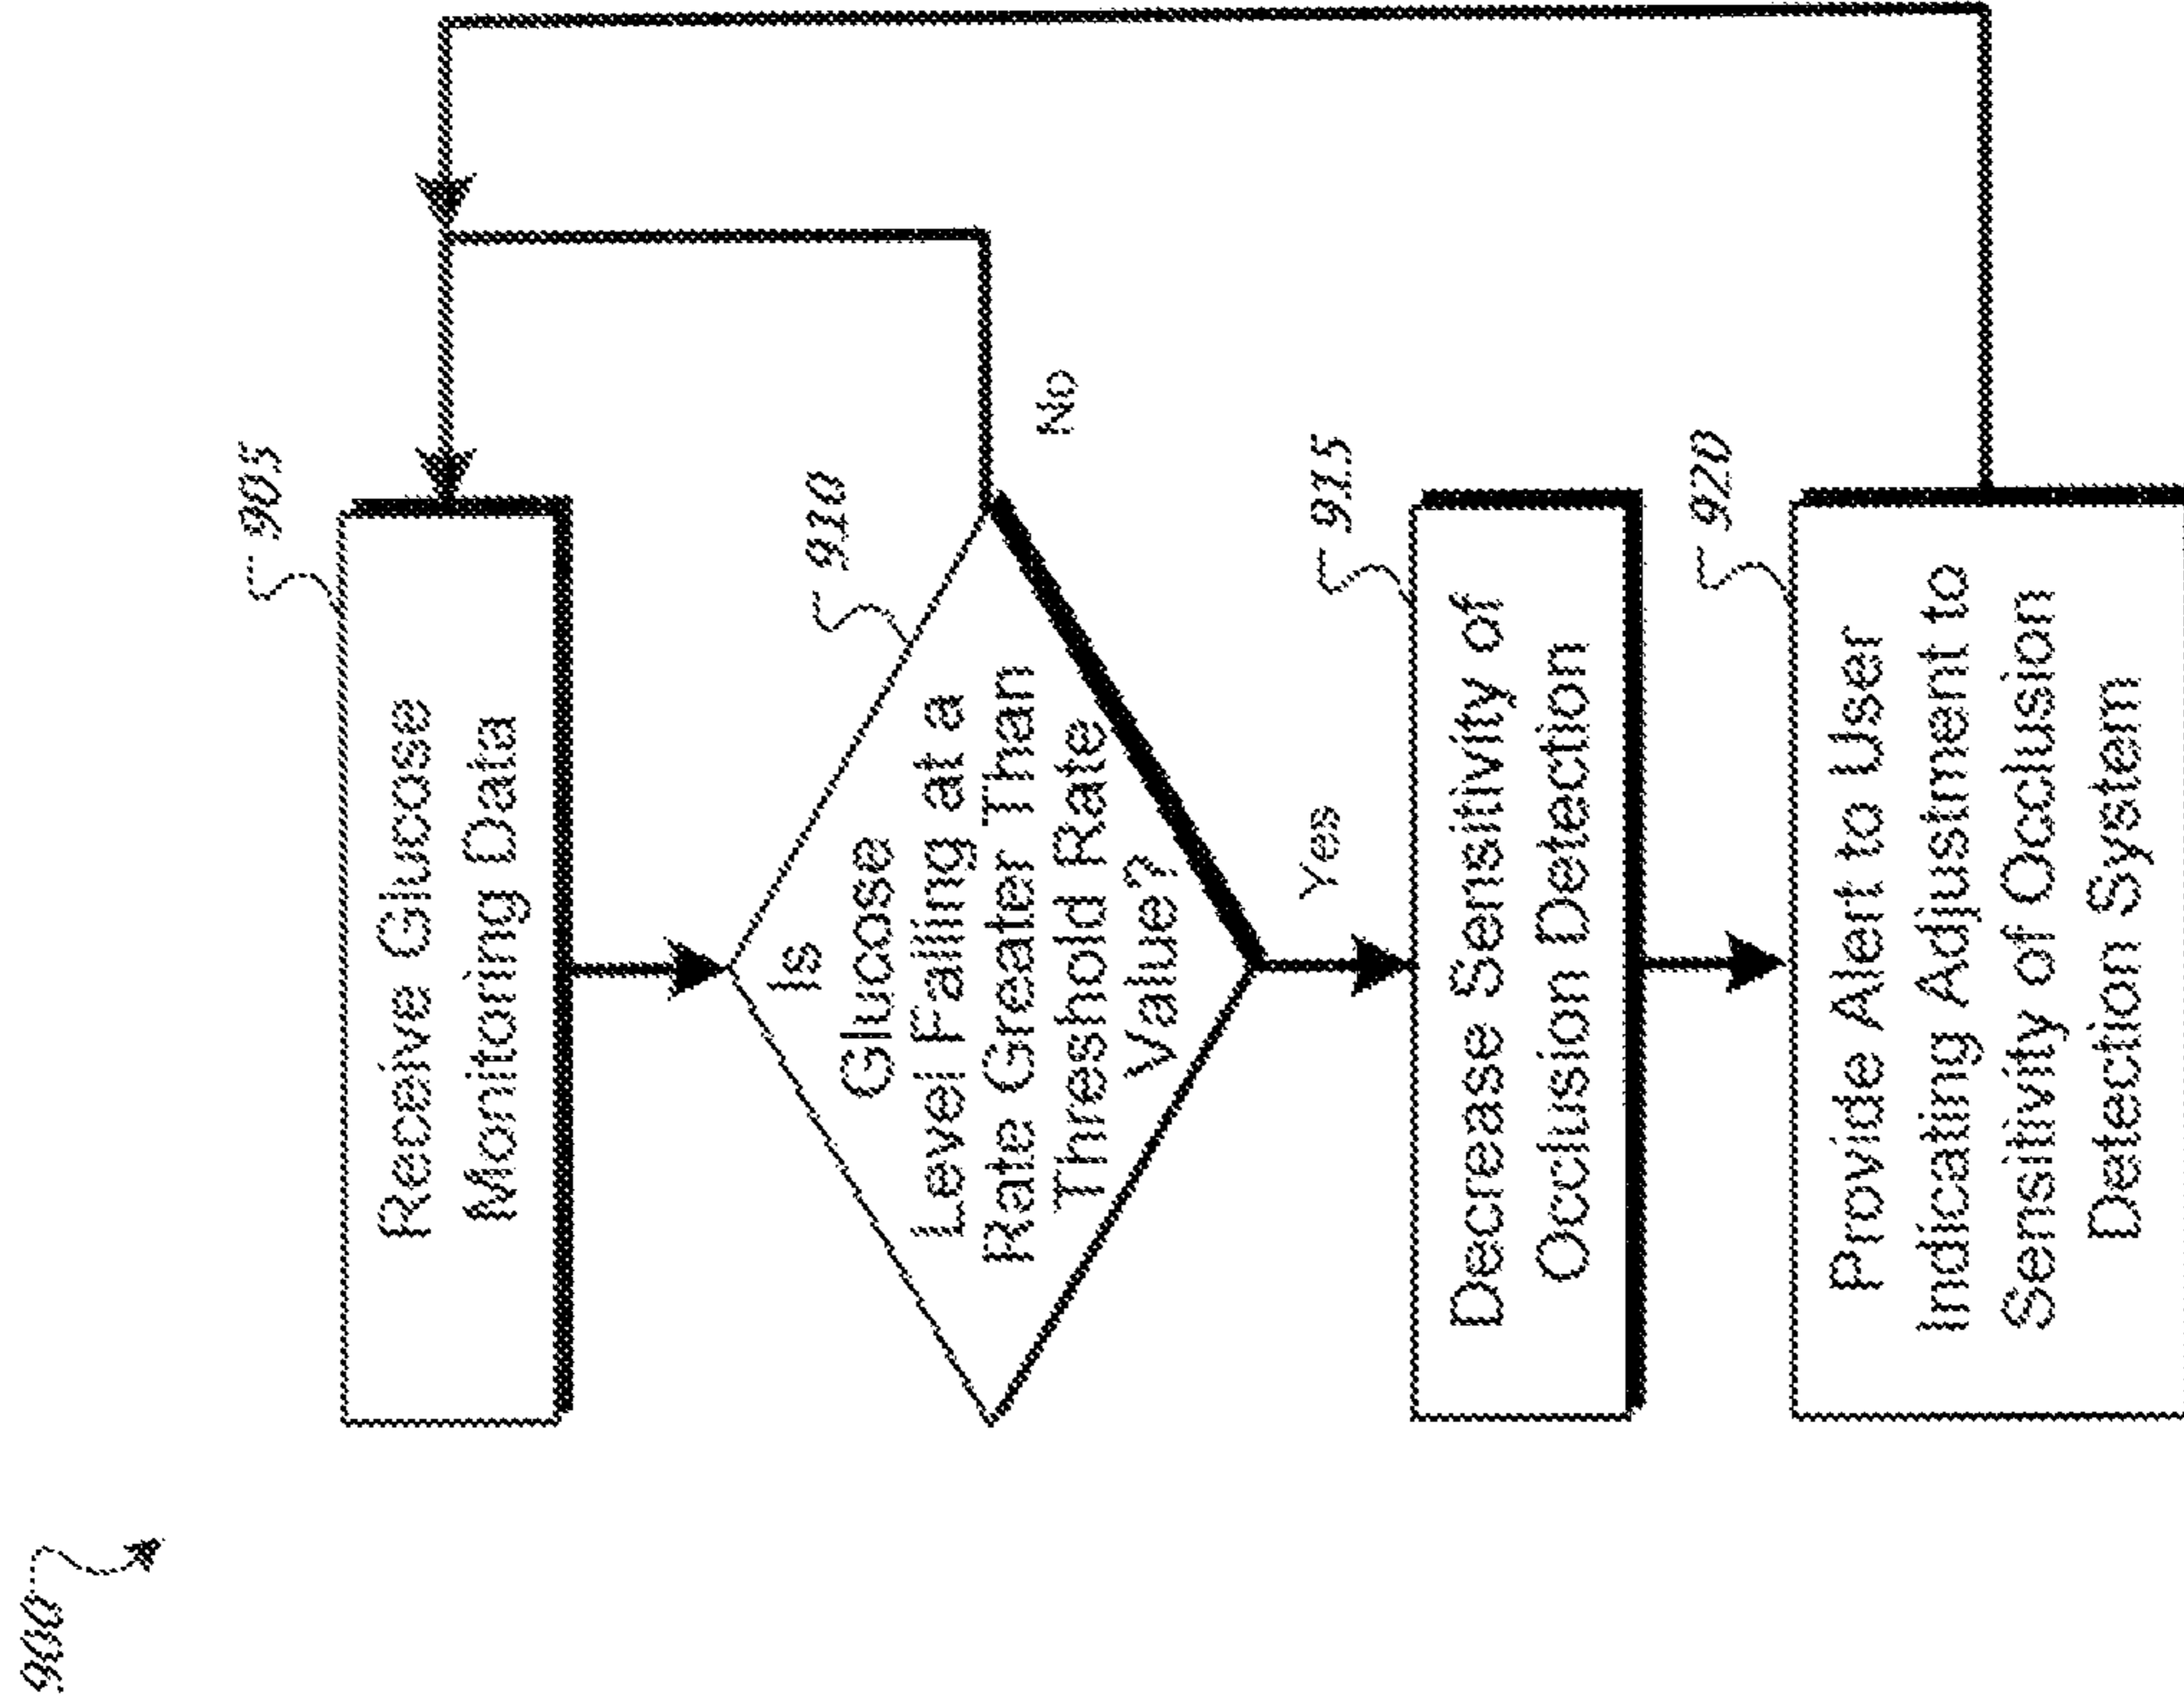 900
905
Receive Glucose
Monitoring Data
910
Is
Glucose
Level Falling at a
Rate Greater Than
Threshold Rate
Value?
No
Yes
915
Decrease Sensitivity of
Occlusion Detection
920
Provide Alert to User
Indicating Adjustment to
Sensitivity of Occlusion
Detection System